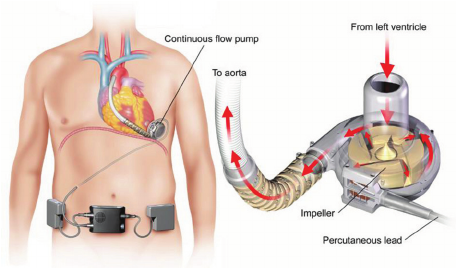 Continuous flow pump
From left ventricle
To aorta
Impeller
Percutaneous lead